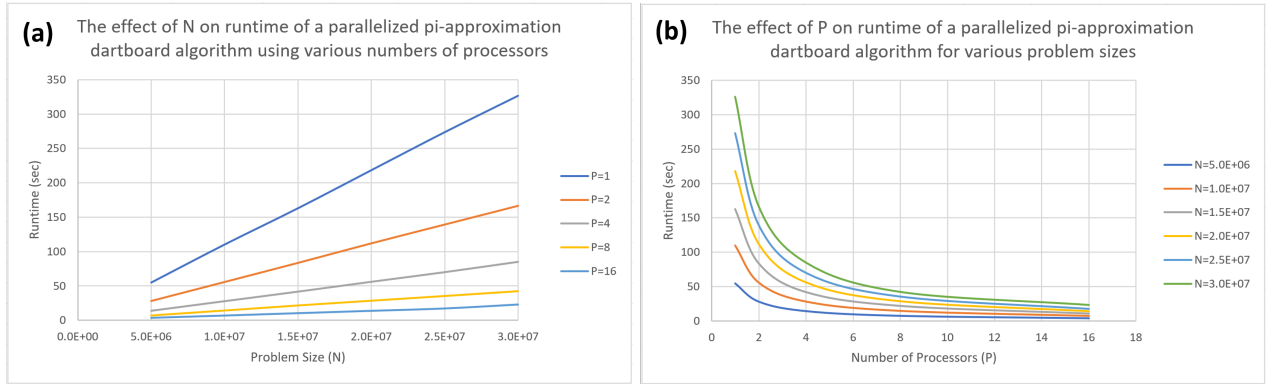 (a)
The effect of N on runtime of a parallelized pi-approximation
dartboard algorithm using various numbers of processors
350
300
250
200
150
100
50
0
0.0E+00
5.0E+06
1.0E+07
1.5E+07
2.0E+07
2.5E+07
3.0E+07
Runtime (sec)
Problem Size (N)
P=1
P=2
P=4
P=8
P=16
(b)
The effect of P on runtime of a parallelized pi-approximation
dartboard algorithm for various problem sizes
350
300
250
200
150
100
50
0
0
2
4
6
8
10
12
14
16
18
Runtime (sec)
Number of Processors (P)
N=5.0E+06
N=1.0E+07
N=1.5E+07
N=2.0E+07
N=2.5E+07
N=3.0E+07